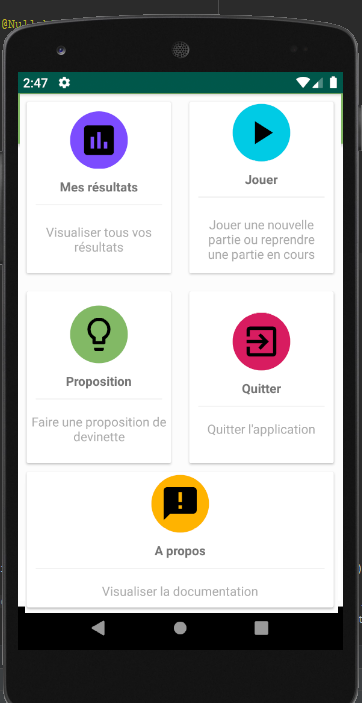 @Null
2:47
Mes résultats
Visualiser tous vos
résultats
Jouer
Jouer une nouvelle
partie ou reprendre
une partie en cours
Proposition
Faire une proposition de
devinette
Quitter
Quitter l'application
A propos
Visualiser la documentation